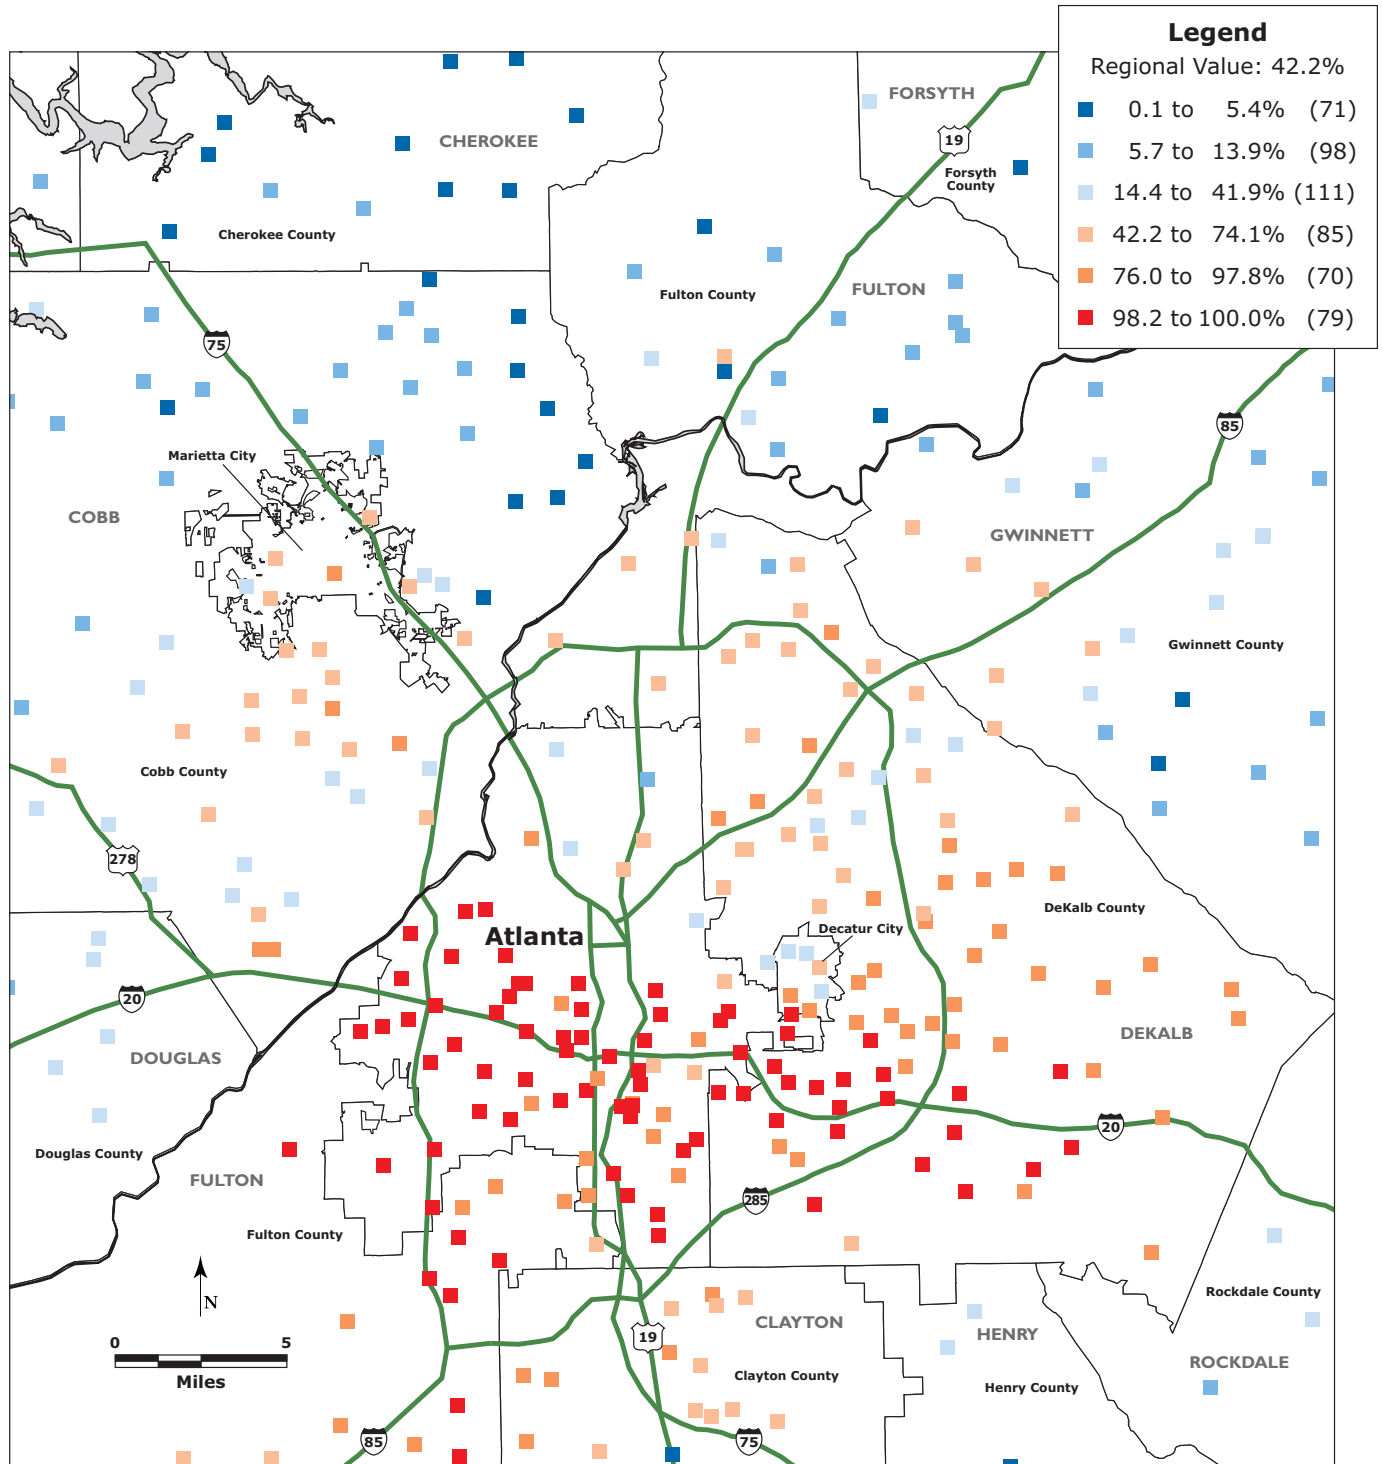 Legend
Regional Value: 42.2%
0.1 to 5.4% (71)
5.7 to 13.9% (98)
14.4 to 41.9% (111)
42.2 to 74.1% (85)
76.0 to 97.8% (70)
98.2 to 100.0% (79)
FORSYTH
19
CHEROKEE
Forsyth
County
Cherokee County
FULTON
Fulton County
75
85
Marietta City
COBB
GWINNETT
Gwinnett County
Cobb County
278
DeKalb County
Decatur City
Atlanta
20
DEKALB
DOUGLAS
20
Douglas County
FULTON
285
Fulton County
N
Rockdale County
CLAYTON
HENRY
19
0 5
Miles
ROCKDALE
Clayton County
Henry County
85
75